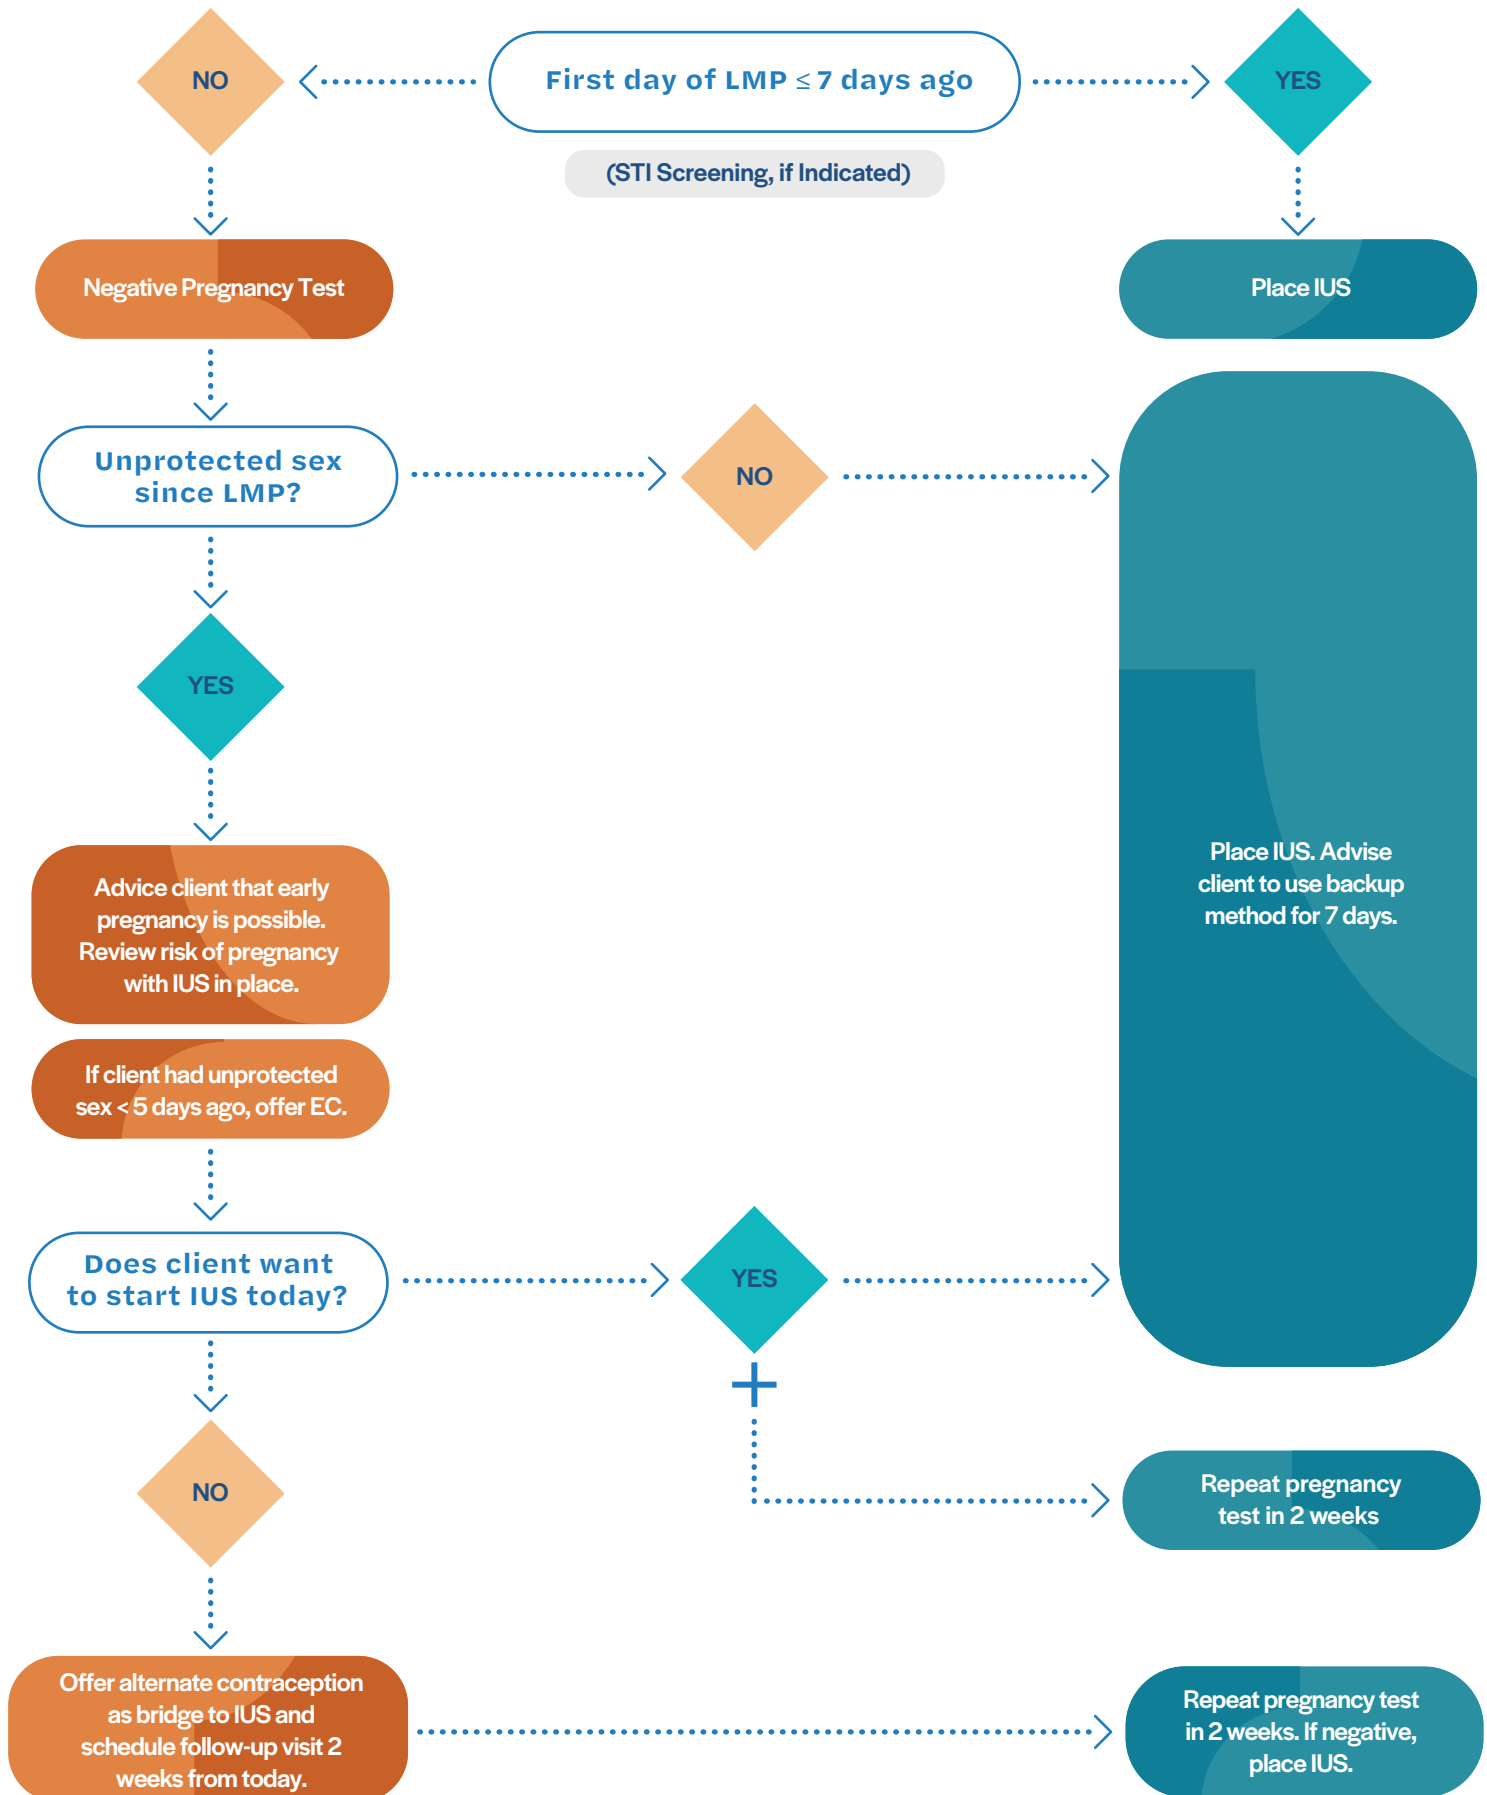 NO
First day of LMP ≤ 7 days ago
YES
(STI Screening, if Indicated)
Negative Pregnancy Test
Place IUS
Unprotected sex
since LMP?
NO
YES
Place IUS. Advise
client to use backup
method for 7 days.
Advice client that early
pregnancy is possible.
Review risk of pregnancy
with IUS in place.
If client had unprotected
sex < 5 days ago, offer EC.
Does client want
to start IUS today?
YES
NO
Repeat pregnancy
test in 2 weeks
Offer alternate contraception
as bridge to IUS and
schedule follow-up visit 2
weeks from today.
Repeat pregnancy test
in 2 weeks. If negative,
place IUS.